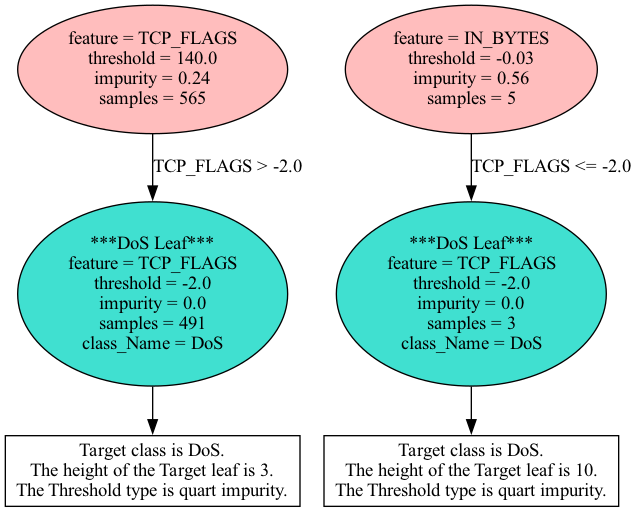 feature = TCP_FLAGS
threshold = 140.0
impurity = 0.24
samples = 565
TCP_FLAGS > -2.0
***DoS Leaf***
feature = TCP_FLAGS
threshold = -2.0
impurity = 0.0
samples = 491
class_Name = DoS
Target class is DoS.
The height of the Target leaf is 3.
The Threshold type is quart impurity.
feature = IN_BYTES
threshold = -0.03
impurity = 0.56
samples = 5
TCP_FLAGS <= -2.0
***DoS Leaf***
feature = TCP_FLAGS
threshold = -2.0
impurity = 0.0
samples = 3
class_Name = DoS
Target class is DoS.
The height of the Target leaf is 10.
The Threshold type is quart impurity.